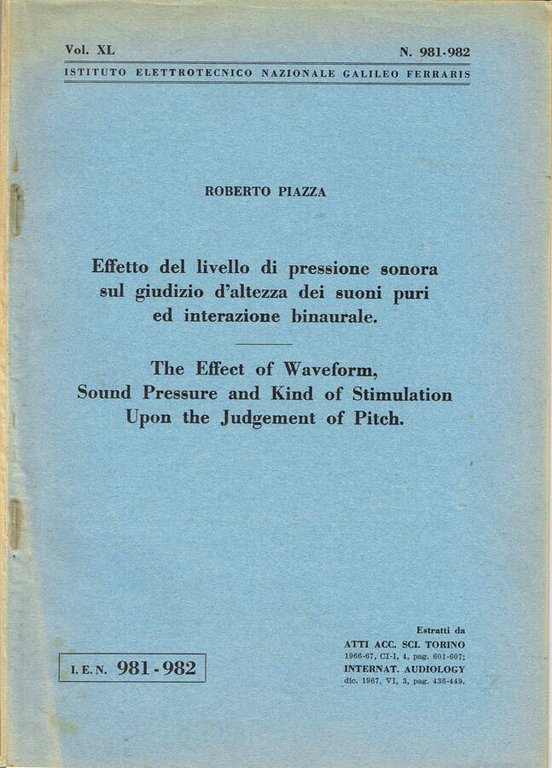 Vol. XL N. 981-982
ISTITUTO ELETTROTECNICO NAZIONALE GALILEO FERRARIS
ROBERTO PIAZZA
Effetto del livello di pressione sonora
sul giudizio d'altezza dei suoni puri
ed interazione binaurale.
The Effect of Waveform,
Sound Pressure and Kind of Stimulation
Upon the Judgement of Pitch.
Estratti da
ATTI ACC. SCI. TORINO
1966-67, CI-I, 4, pag. 601-607;
INTERNAT. AUDIOLOGY
dic. 1967, VI, 3, pag. 436-449.
I. E. N. 981-982